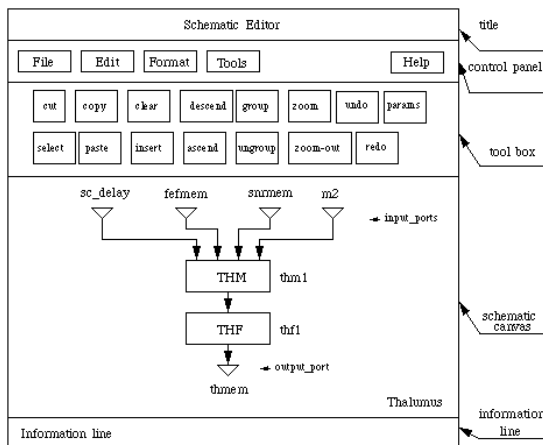 Schematic Editor
title
File Edit Format Tools Help
control panel
cut copy clear descend group zoom undo params
select paste insert ascend ungroup zoom-out redo
tool box
sc_delay fefmem snrmem m2
input_ports
THM thm1
THF thf1
schematic
canvas
output_port
thmem
Thalumus
information
line
Information line